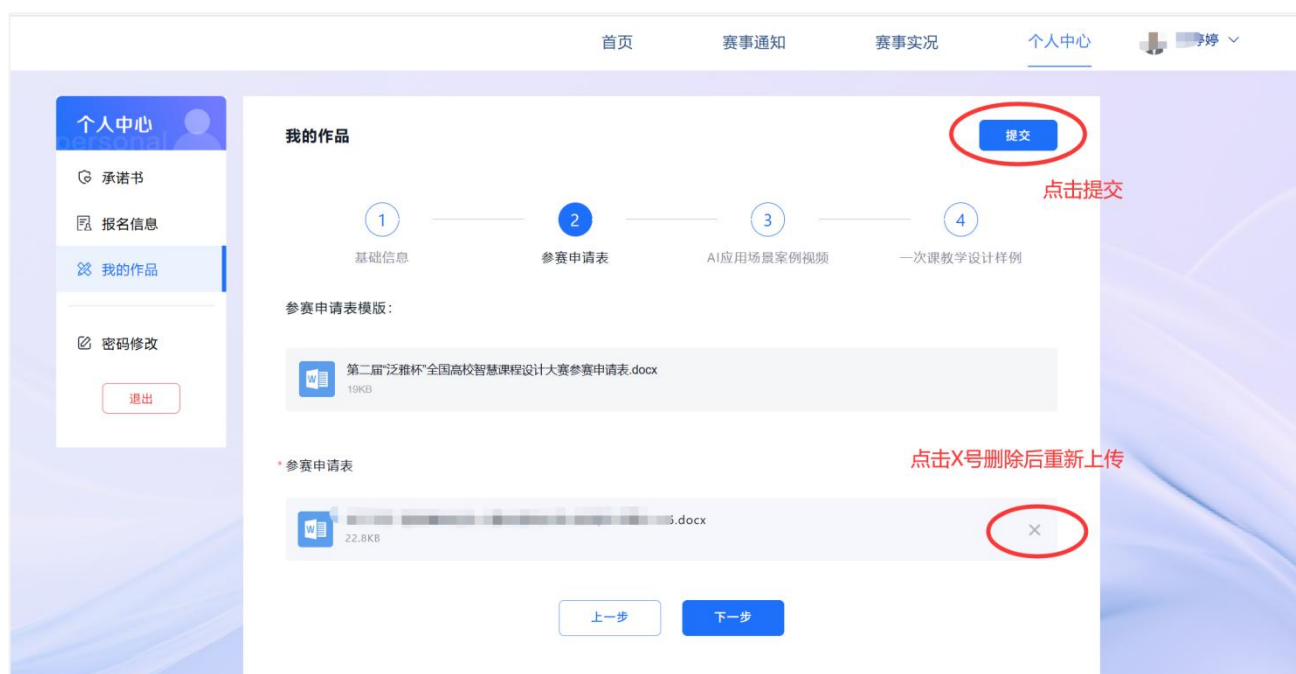 首页 赛事通知 赛事实况 个人中心 婷
个人中心
personal
我的作品
提交
点击提交
承诺书
报名信息
我的作品
密码修改
退出
1 2 3 4
基础信息 参赛申请表 AI应用场景案例视频 一次课教学设计样例
参赛申请表模版：
第二届“泛雅杯”全国高校智慧课程设计大赛参赛申请表.docx
19KB
* 参赛申请表
点击X号删除后重新上传
.docx
22.8KB
上一步 下一步